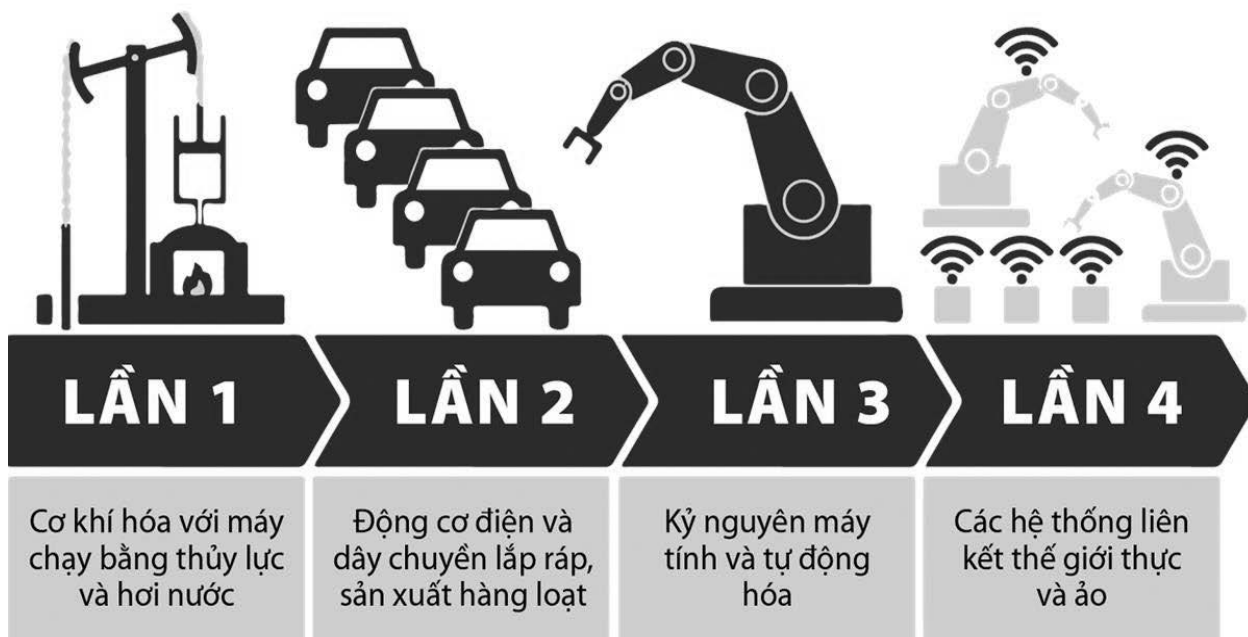 LẦN 1
LẦN 2
LẦN 3
LẦN 4
Cơ khí hóa với máy
chạy bằng thủy lực
và hơi nước
Động cơ điện và
dây chuyền lắp ráp,
sản xuất hàng loạt
Kỷ nguyên máy
tính và tự động
hóa
Các hệ thống liên
kết thế giới thực
và ảo